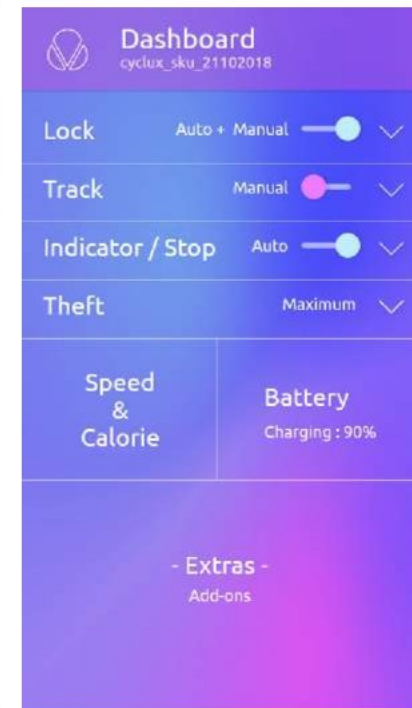 Dashboard
cyclux_sku_21102018
Lock Auto + Manual
Track Manual
Indicator / Stop Auto
Theft Maximum
Speed
&
Calorie
Battery
Charging : 90%
- Extras -
Add-ons